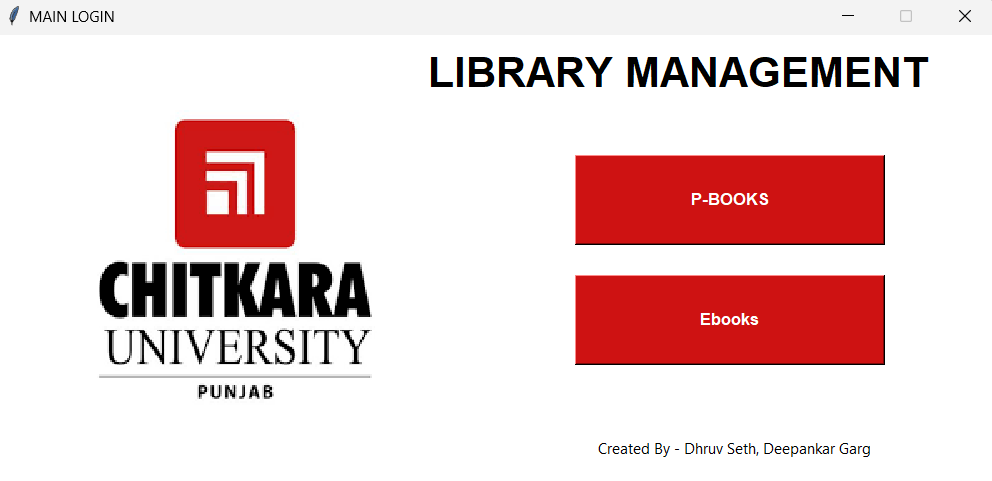 MAIN LOGIN
LIBRARY MANAGEMENT
CHITKARA
UNIVERSITY
PUNJAB
P-BOOKS
Ebooks
Created By - Dhruv Seth, Deepankar Garg